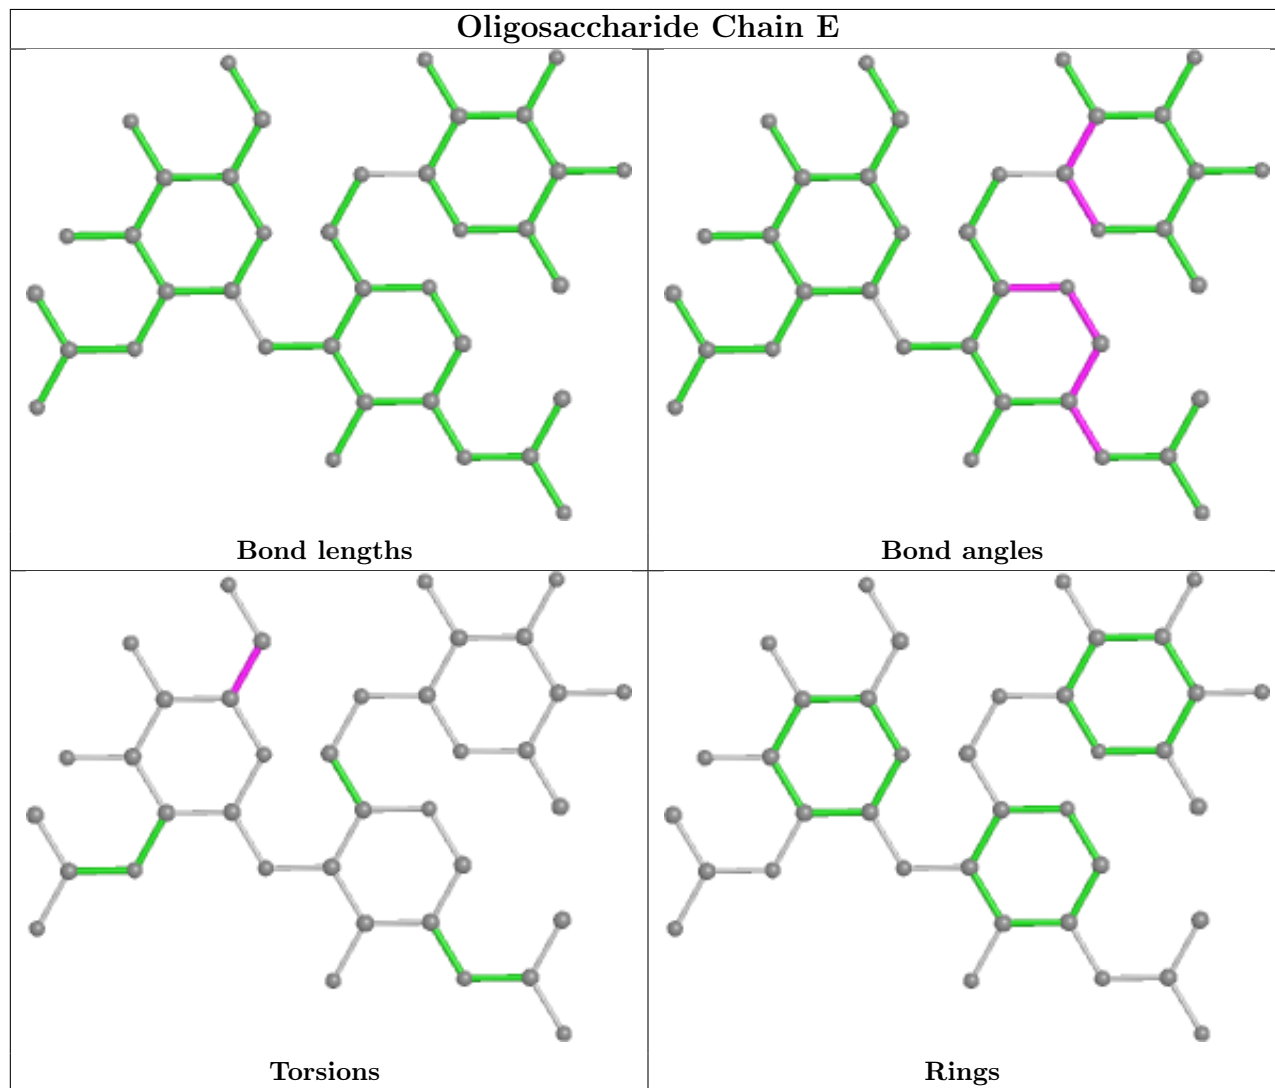 Oligosaccharide Chain E
Bond lengths
Bond angles
Torsions
Rings